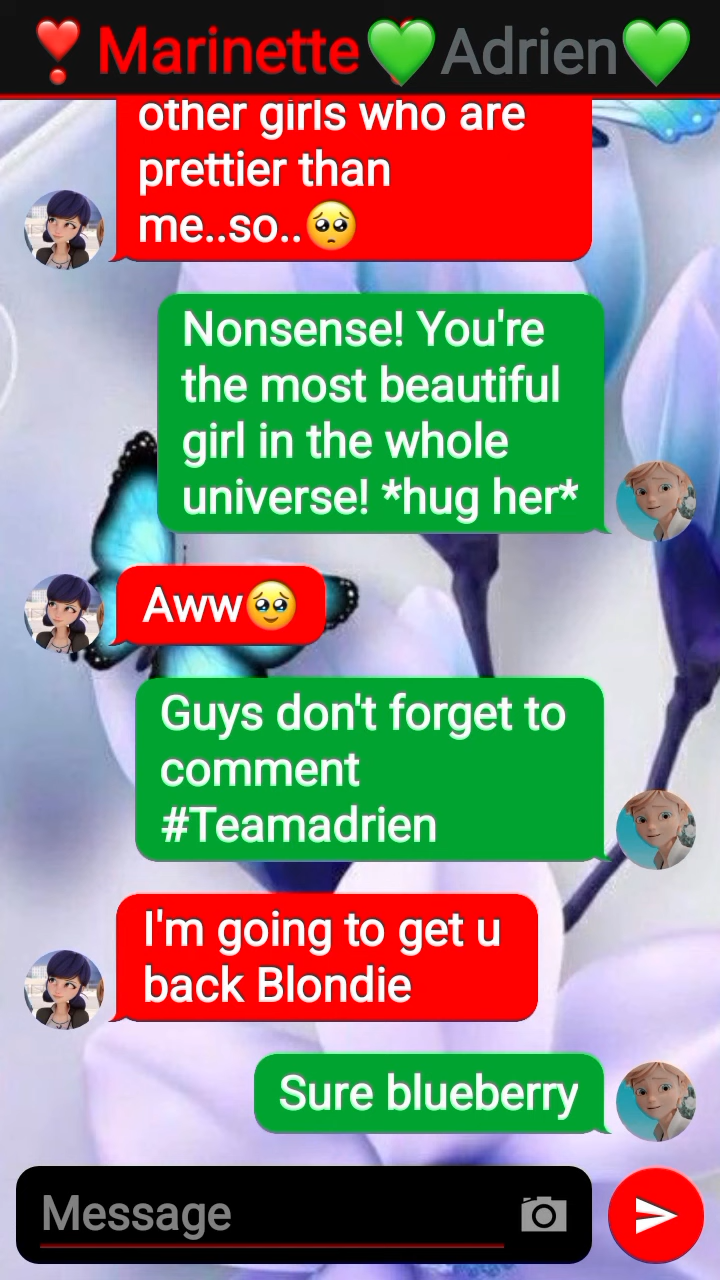 ❣Marinette💚Adrien💚
other girls who are
prettier than
me..so..🥺
Nonsense! You're
the most beautiful
girl in the whole
universe! *hug her*
Aww🥹
Guys don't forget to
comment
#Teamadrien
I'm going to get u
back Blondie
Sure blueberry
Message